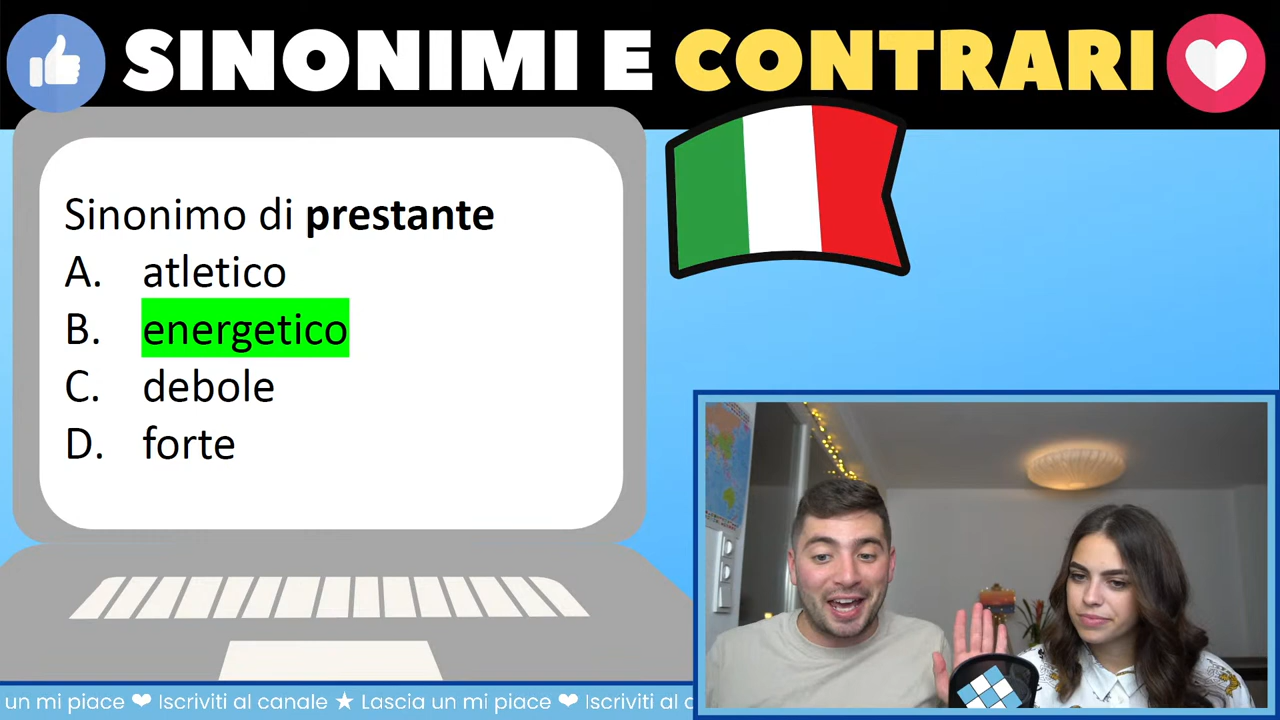 SINONIMI E CONTRARI
Sinonimo di prestante
A. atletico
B. energetico
C. debole
D. forte
un mi piace ❤ Iscriviti al canale ★ Lascia un mi piace ❤ Iscriviti al c